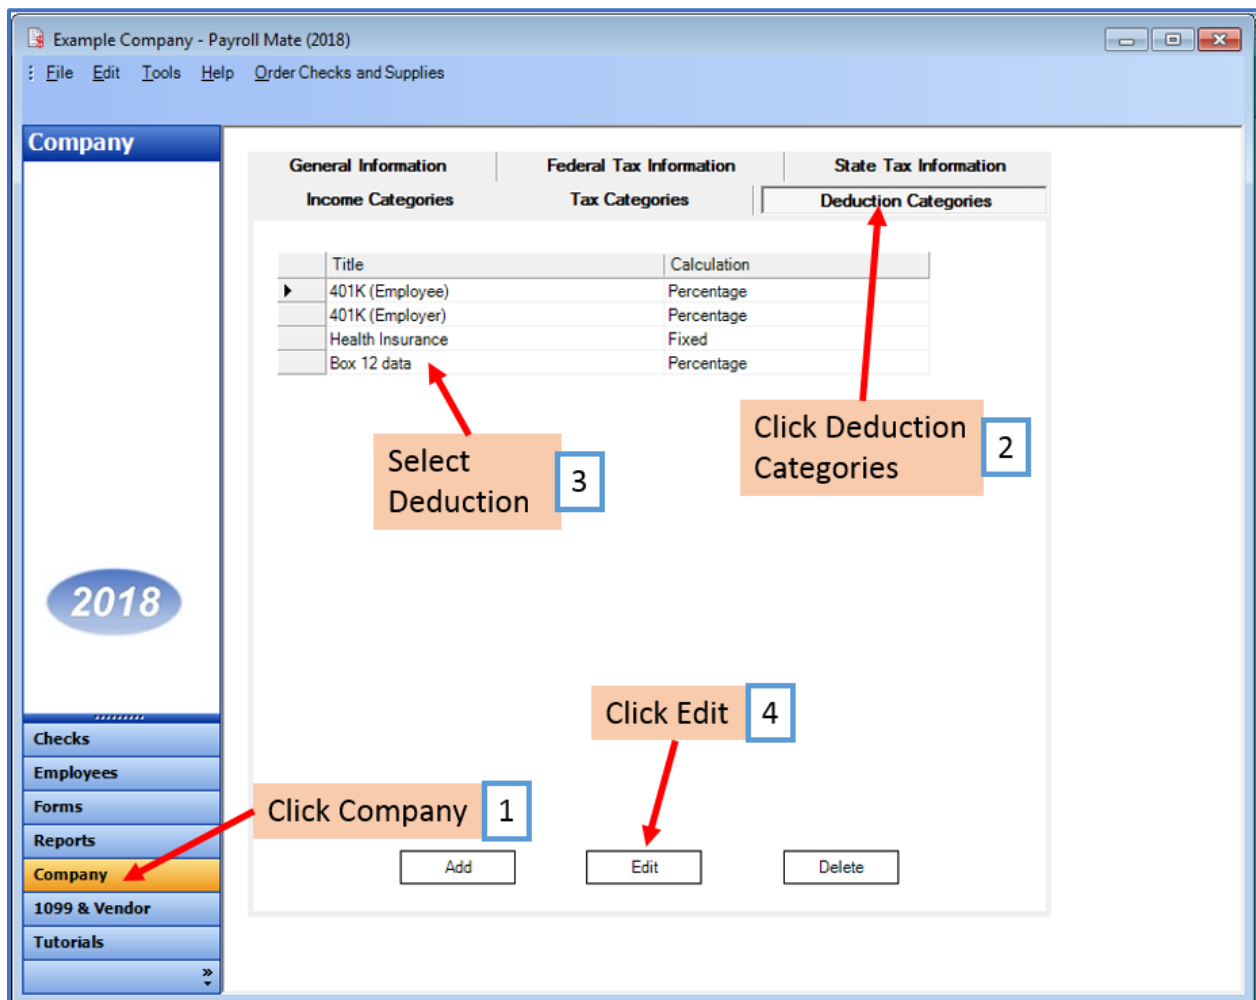 Example Company - Payroll Mate (2018)
File Edit Tools Help Order Checks and Supplies
Company
General Information Federal Tax Information State Tax Information
Income Categories Tax Categories Deduction Categories
Title Calculation
401K (Employee) Percentage
401K (Employer) Percentage
Health Insurance Fixed
Box 12 data Percentage
Click Deduction
Categories
2
Select
Deduction
3
2018
Click Edit 4
Checks
Employees
Forms
Click Company 1
Reports
Company
1099 & Vendor
Tutorials
Add Edit Delete